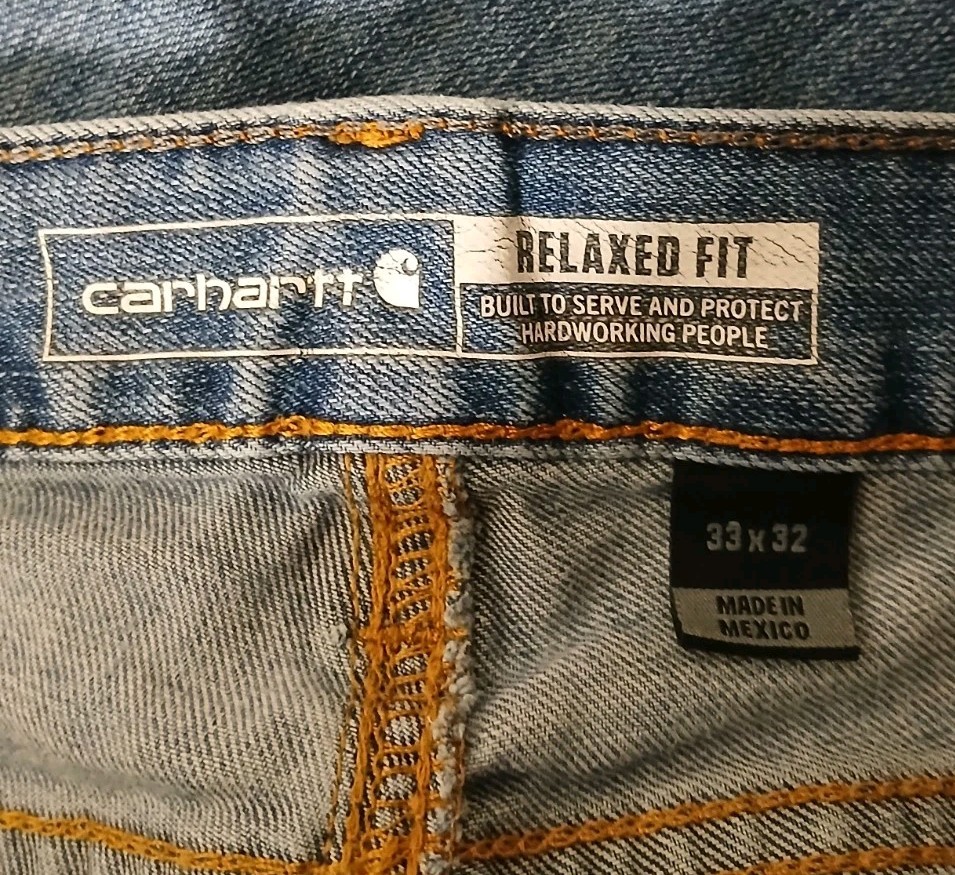 carhartt
RELAXED FIT
BUILT TO SERVE AND PROTECT
HARDWORKING PEOPLE
33 x 32
MADE IN
MEXICO